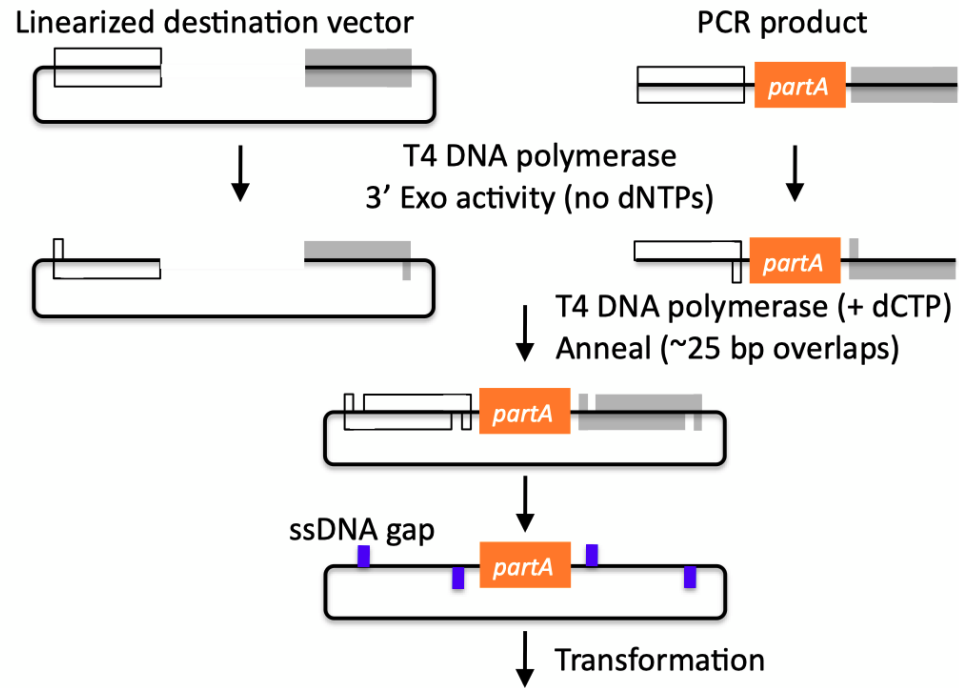 Linearized destination vector
PCR product
partA
T4 DNA polymerase
3’ Exo activity (no dNTPs)
partA
T4 DNA polymerase (+ dCTP)
Anneal (~25 bp overlaps)
partA
ssDNA gap
partA
Transformation